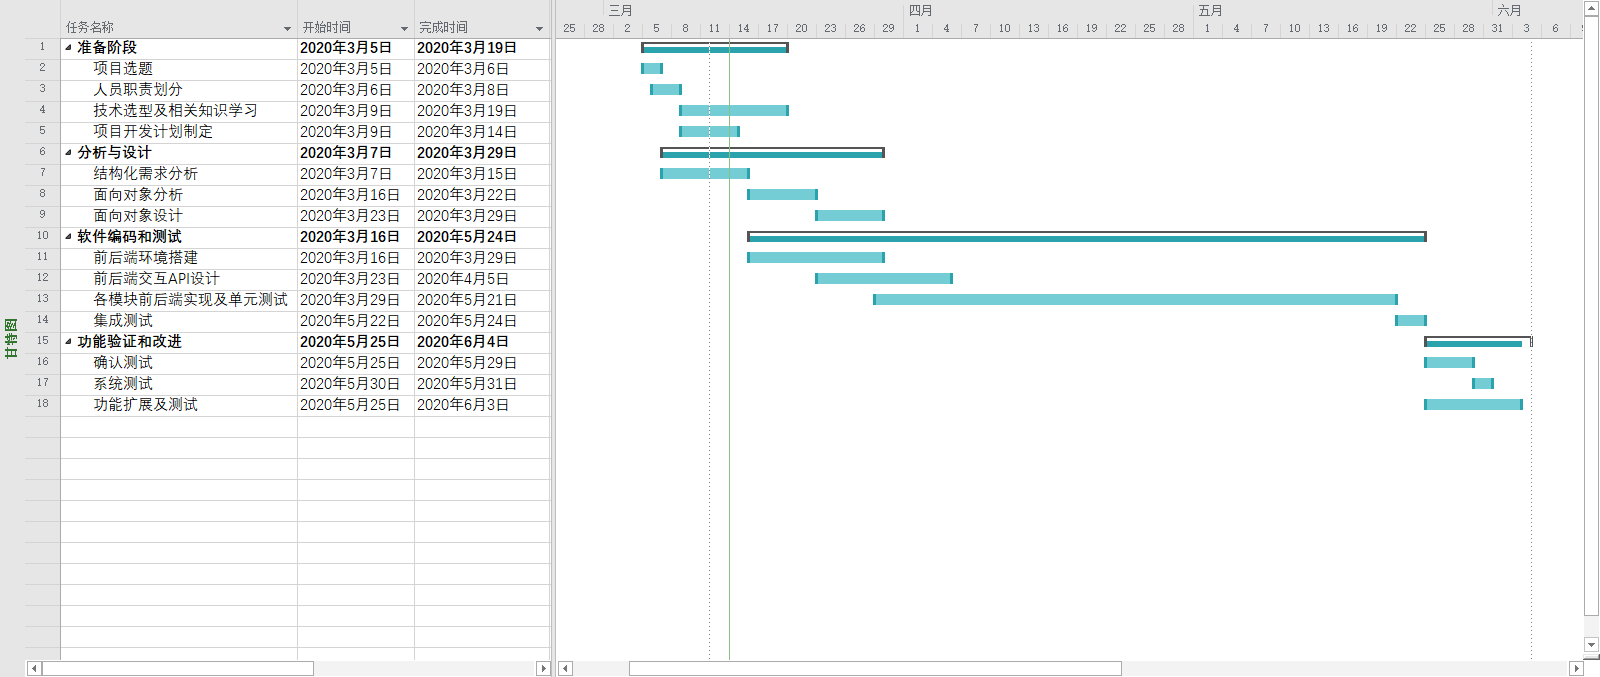 三月 四月 五月 六月
任务名称 开始时间 完成时间 25 28 2 5 8 11 14 17 20 23 26 29 1 4 7 10 13 16 19 22 25 28 1 4 7 10 13 16 19 22 25 28 31 3 6
1 准备阶段 2020年3月5日 2020年3月19日
2 项目选题 2020年3月5日 2020年3月6日
3 人员职责划分 2020年3月6日 2020年3月8日
4 技术选型及相关知识学习 2020年3月9日 2020年3月19日
5 项目开发计划制定 2020年3月9日 2020年3月14日
6 分析与设计 2020年3月7日 2020年3月29日
7 结构化需求分析 2020年3月7日 2020年3月15日
8 面向对象分析 2020年3月16日 2020年3月22日
9 面向对象设计 2020年3月23日 2020年3月29日
10 软件编码和测试 2020年3月16日 2020年5月24日
11 前后端环境搭建 2020年3月16日 2020年3月29日
12 前后端交互API设计 2020年3月23日 2020年4月5日
13 各模块前后端实现及单元测试 2020年3月29日 2020年5月21日
14 集成测试 2020年5月22日 2020年5月24日
15 功能验证和改进 2020年5月25日 2020年6月4日
16 确认测试 2020年5月25日 2020年5月29日
17 系统测试 2020年5月30日 2020年5月31日
18 功能扩展及测试 2020年5月25日 2020年6月3日
甘特图